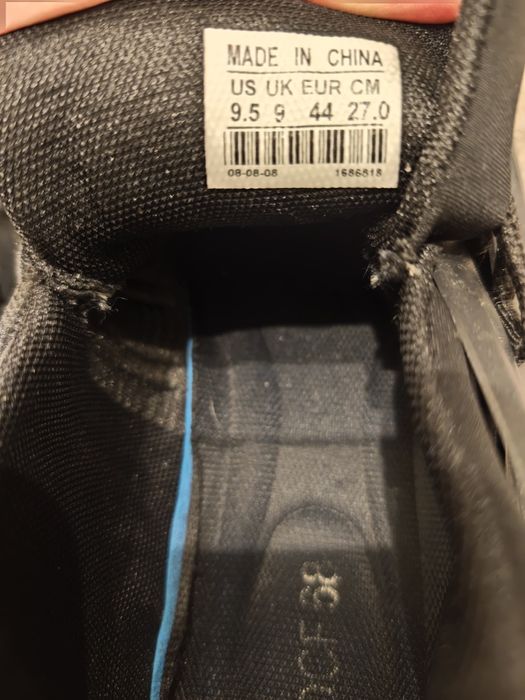 MADE IN CHINA
US UK EUR CM
9.5 9 44 27.0
08-08-08 1686818